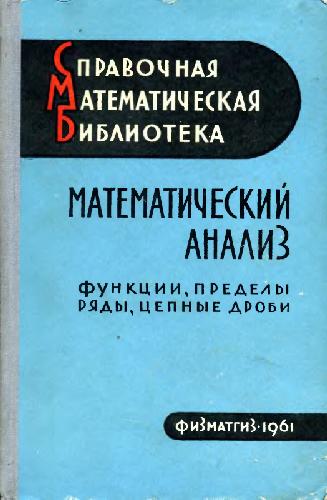 СПРАВОЧНАЯ
МАТЕМАТИЧЕСКАЯ
БИБЛИОТЕКА
МАТЕМАТИЧЕСКИЙ
АНАЛИЗ
ФУНКЦИИ, ПРЕДЕЛЫ
РЯДЫ, ЦЕПНЫЕ ДРОБИ
ФИЗМАТГИЗ·1961